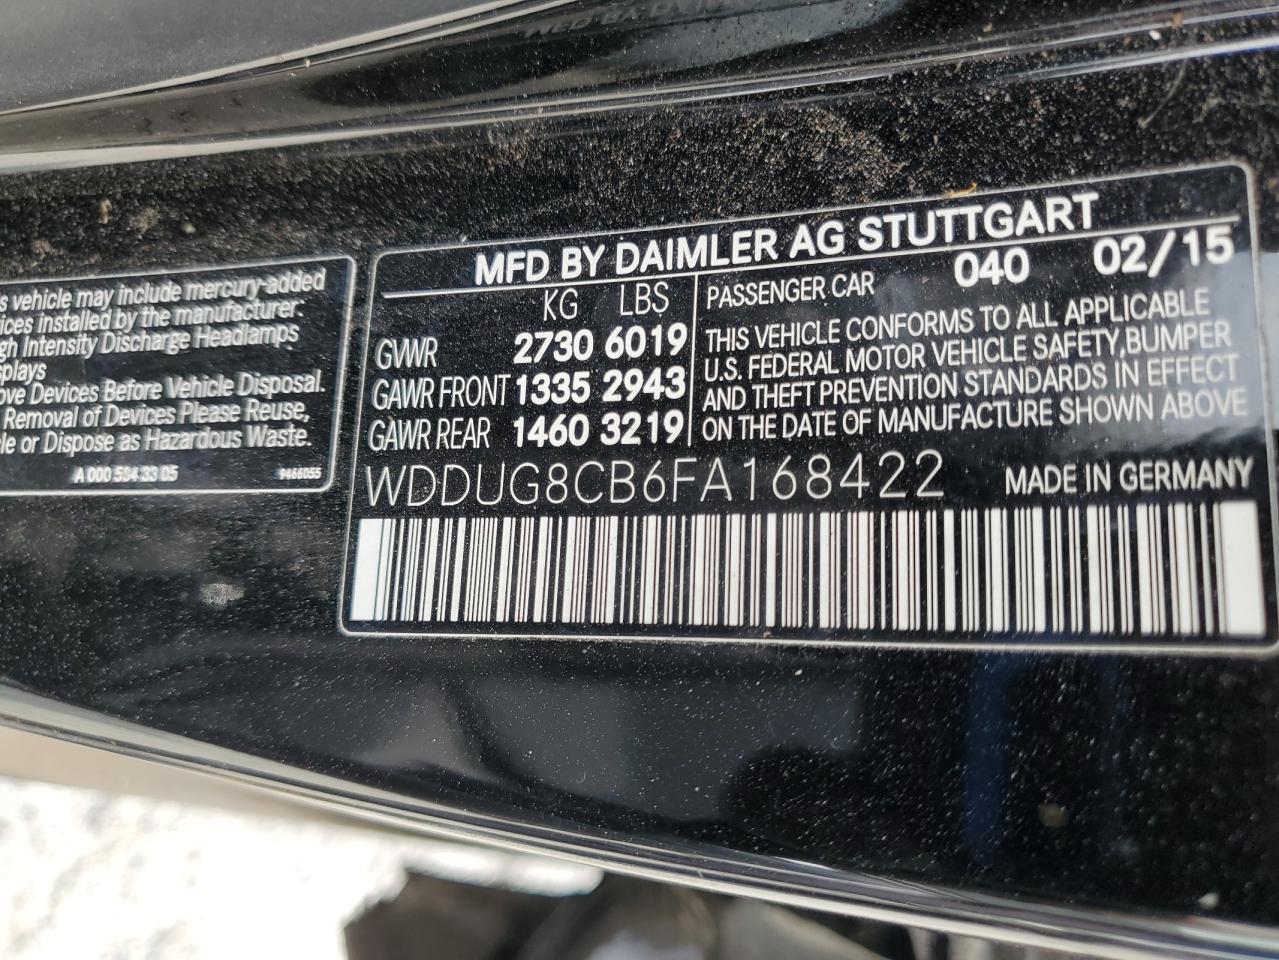 s vehicle may include mercury-added
ices installed by the manufacturer.
gh Intensity Discharge Headlamps
plays
ove Devices Before Vehicle Disposal.
Removal of Devices Please Reuse,
le or Dispose as Hazardous Waste.
A 000 584 33 05 P466055
MFD BY DAIMLER AG STUTTGART
KG LBS
GVWR 2730 6019
GAWR FRONT 1335 2943
GAWR REAR 1460 3219
PASSENGER CAR 040 02/15
THIS VEHICLE CONFORMS TO ALL APPLICABLE
U.S. FEDERAL MOTOR VEHICLE SAFETY, BUMPER
AND THEFT PREVENTION STANDARDS IN EFFECT
ON THE DATE OF MANUFACTURE SHOWN ABOVE
WDDUG8CB6FA168422 MADE IN GERMANY